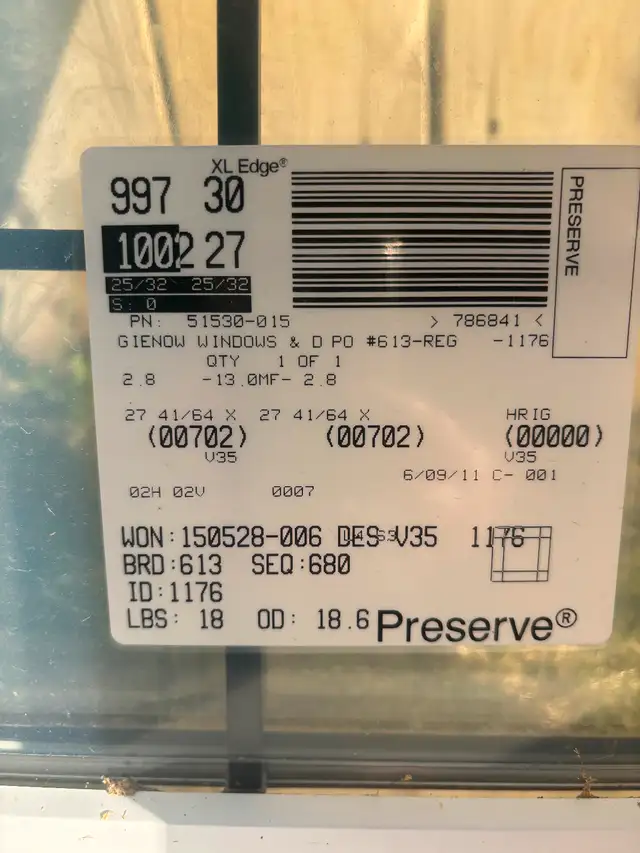 XL Edge®
997 30
1002 27
25/32 25/32
S: 0
PRESERVE
PN: 51530-015 > 786841 <
GIENOW WINDOWS & D PO #613-REG -1176
QTY 1 OF 1
2.8 -13.0MF- 2.8
27 41/64 X 27 41/64 X HRIG
(00702) (00702) (00000)
V35 V35
6/09/11 C- 001
02H 02V 0007
WON:150528-006 DES V35 1176
BRD:613 SEQ:680
ID:1176
LBS: 18 OD: 18.6
Preserve®